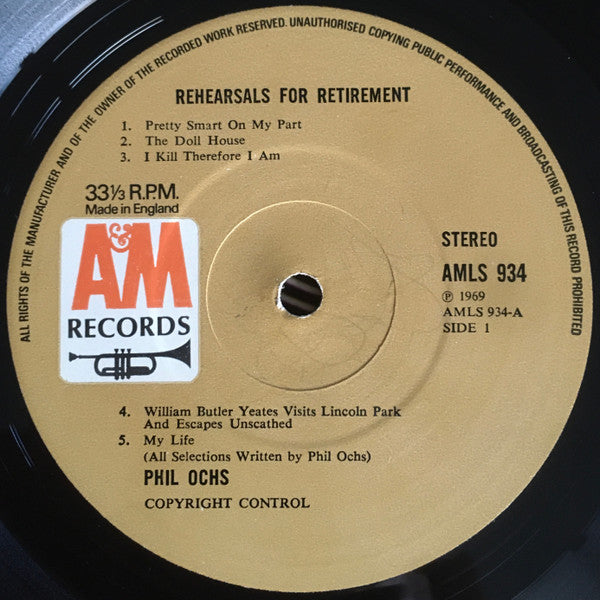 ALL RIGHTS OF THE MANUFACTURER AND OF THE OWNER OF THE RECORDED WORK RESERVED. UNAUTHORISED COPYING PUBLIC PERFORMANCE AND BROADCASTING OF THIS RECORD PROHIBITED
REHEARSALS FOR RETIREMENT
1. Pretty Smart On My Part
2. The Doll House
3. I Kill Therefore I Am
33⅓ R.P.M.
Made in England
A&M
RECORDS
STEREO
AMLS 934
℗ 1969
AMLS 934-A
SIDE 1
4. William Butler Yeates Visits Lincoln Park
And Escapes Unscathed
5. My Life
(All Selections Written by Phil Ochs)
PHIL OCHS
COPYRIGHT CONTROL